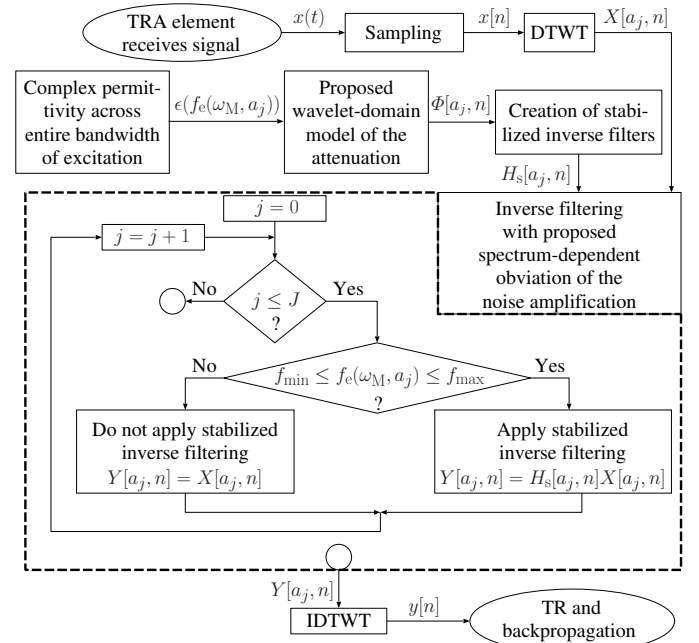 TRA element
receives signal
x(t)
Sampling
x[n]
DTWT
X[a_j, n]
Complex permit-
tivity across
entire bandwidth
of excitation
ϵ(f_e(ω_M, a_j))
Proposed
wavelet-domain
model of the
attenuation
Φ[a_j, n]
Creation of stabi-
lized inverse filters
H_s[a_j, n]
Inverse filtering
with proposed
spectrum-dependent
obviation of the
noise amplification
j = 0
j = j + 1
No
j ≤ J
?
Yes
No
f_min ≤ f_e(ω_M, a_j) ≤ f_max
?
Yes
Do not apply stabilized
inverse filtering
Y[a_j, n] = X[a_j, n]
Apply stabilized
inverse filtering
Y[a_j, n] = H_s[a_j, n]X[a_j, n]
Y[a_j, n]
IDTWT
y[n]
TR and
backpropagation